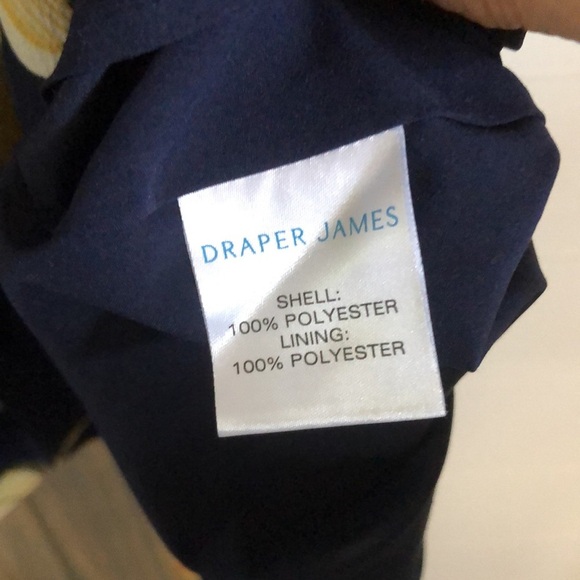 DRAPER JAMES
SHELL:
100% POLYESTER
LINING:
100% POLYESTER